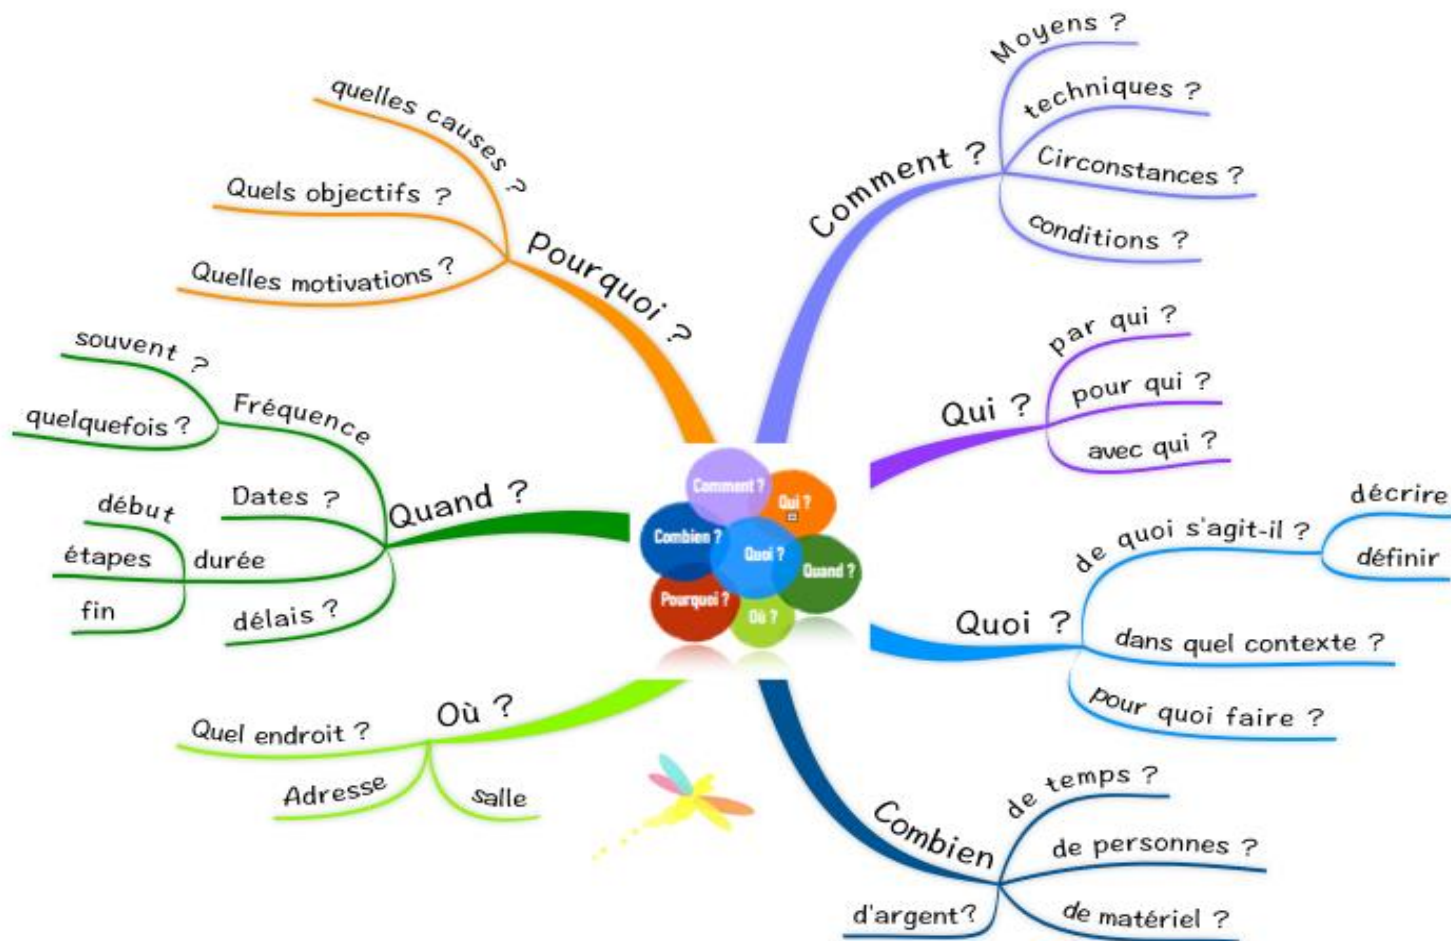 Comment ?
Moyens ?
techniques ?
Circonstances ?
conditions ?
Qui ?
par qui ?
pour qui ?
avec qui ?
Quoi ?
de quoi s'agit-il ?
décrire
définir
dans quel contexte ?
pour quoi faire ?
Combien
de temps ?
de personnes ?
de matériel ?
d'argent?
Où ?
Quel endroit ?
Adresse
salle
Quand ?
Fréquence
souvent ?
quelquefois ?
Dates ?
durée
début
étapes
fin
délais ?
Pourquoi ?
quelles causes ?
Quels objectifs ?
Quelles motivations ?
Comment ?
Qui ?
Combien ?
Quoi ?
Quand ?
Pourquoi ?
Où ?